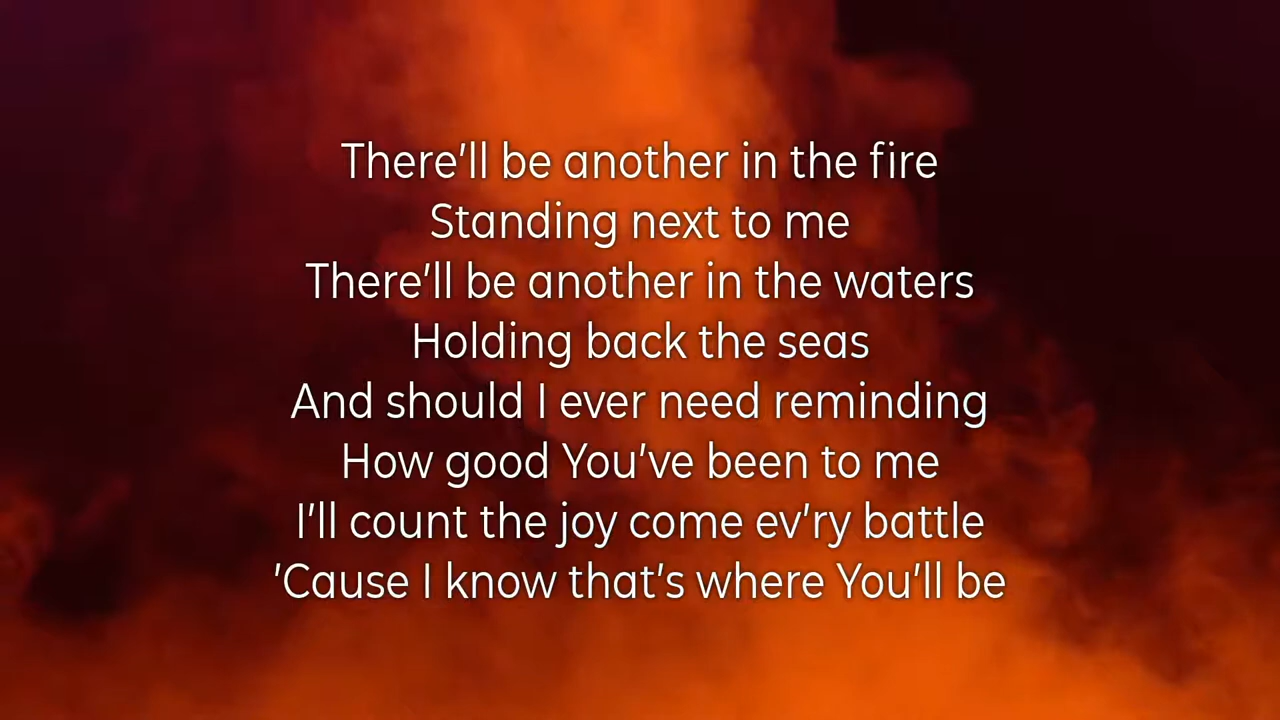 There'll be another in the fire
Standing next to me
There'll be another in the waters
Holding back the seas
And should I ever need reminding
How good You've been to me
I'll count the joy come ev'ry battle
'Cause I know that's where You'll be